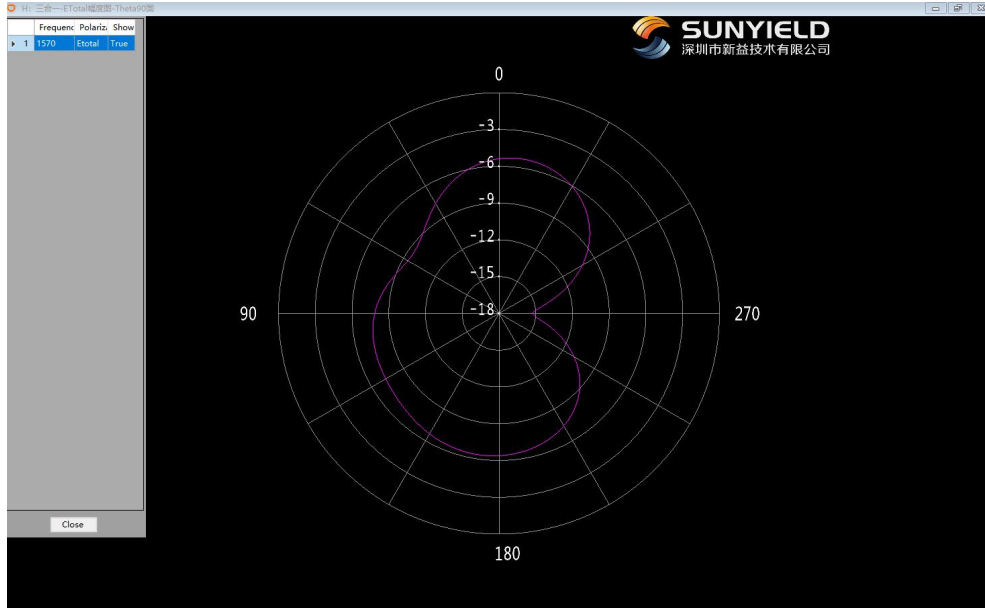 H: 三合一-ETotal幅度图-Theta90面
Frequenc Polariza Show
1 1570 Etotal True
SUNYIELD
深圳市新益技术有限公司
0
-3
-6
-9
-12
-15
-18
90
270
180
Close